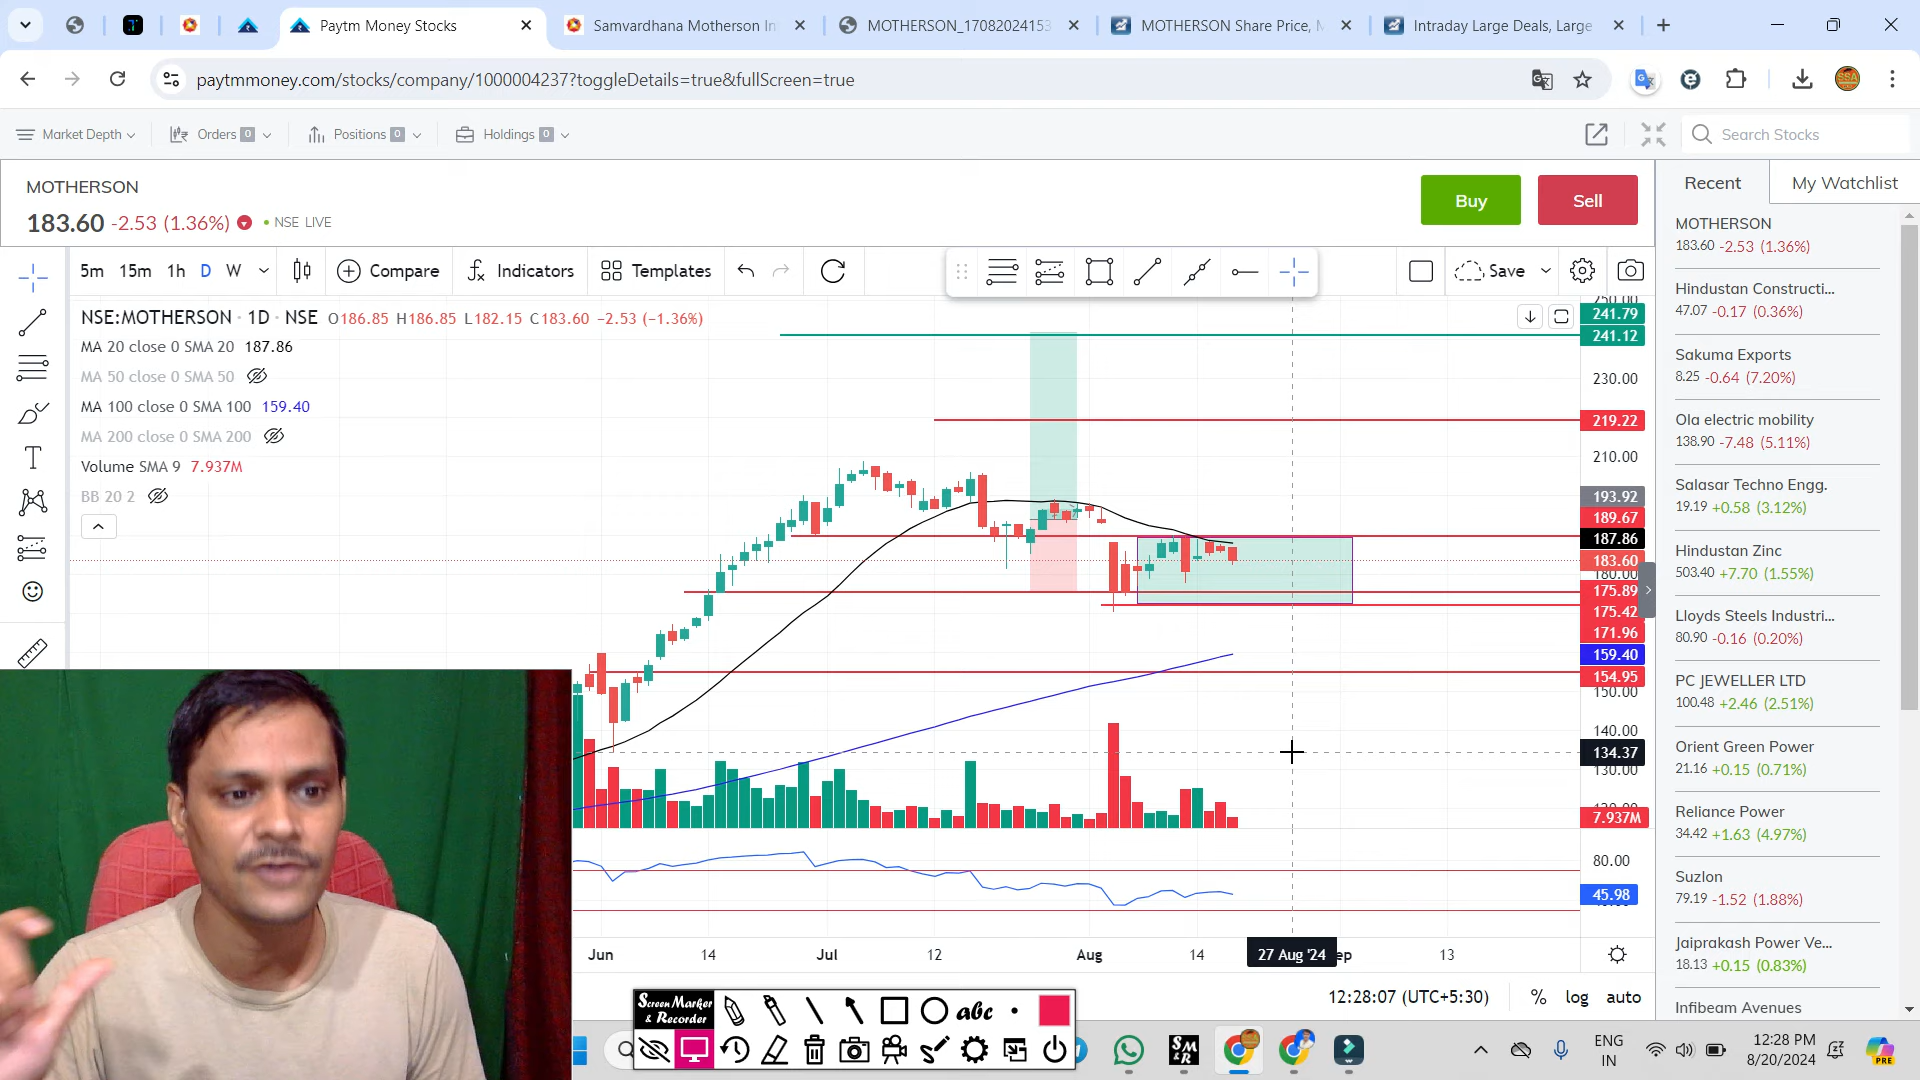 Paytm Money Stocks
Samvardhana Motherson In
MOTHERSON_17082024153
MOTHERSON Share Price, M
Intraday Large Deals, Large
paytmmoney.com/stocks/company/1000004237?toggleDetails=true&fullScreen=true
Market Depth
Orders 0
Positions 0
Holdings 0
Search Stocks
MOTHERSON
183.60 -2.53 (1.36%)
NSE LIVE
Buy
Sell
Recent
My Watchlist
5m 15m 1h D W
Compare
Indicators
Templates
Save
NSE:MOTHERSON · 1D · NSE O186.85 H186.85 L182.15 C183.60 −2.53 (−1.36%)
MA 20 close 0 SMA 20 187.86
MA 50 close 0 SMA 50
MA 100 close 0 SMA 100 159.40
MA 200 close 0 SMA 200
Volume SMA 9 7.937M
BB 20 2
250.00
241.79
241.12
230.00
219.22
210.00
193.92
189.67
187.86
183.60
180.00
175.89
175.42
171.96
159.40
154.95
150.00
140.00
134.37
130.00
7.937M
80.00
45.98
Jun 14 Jul 12 Aug 14 27 Aug '24 ep 13
12:28:07 (UTC+5:30) % log auto
MOTHERSON
183.60 -2.53 (1.36%)
Hindustan Constructi...
47.07 -0.17 (0.36%)
Sakuma Exports
8.25 -0.64 (7.20%)
Ola electric mobility
138.90 -7.48 (5.11%)
Salasar Techno Engg.
19.19 +0.58 (3.12%)
Hindustan Zinc
503.40 +7.70 (1.55%)
Lloyds Steels Industri...
80.90 -0.16 (0.20%)
PC JEWELLER LTD
100.48 +2.46 (2.51%)
Orient Green Power
21.16 +0.15 (0.71%)
Reliance Power
34.42 +1.63 (4.97%)
Suzlon
79.19 -1.52 (1.88%)
Jaiprakash Power Ve...
18.13 +0.15 (0.83%)
Infibeam Avenues
Screen Marker
& Recorder
abc
SM
&R
ENG
IN
12:28 PM
8/20/2024
PRE